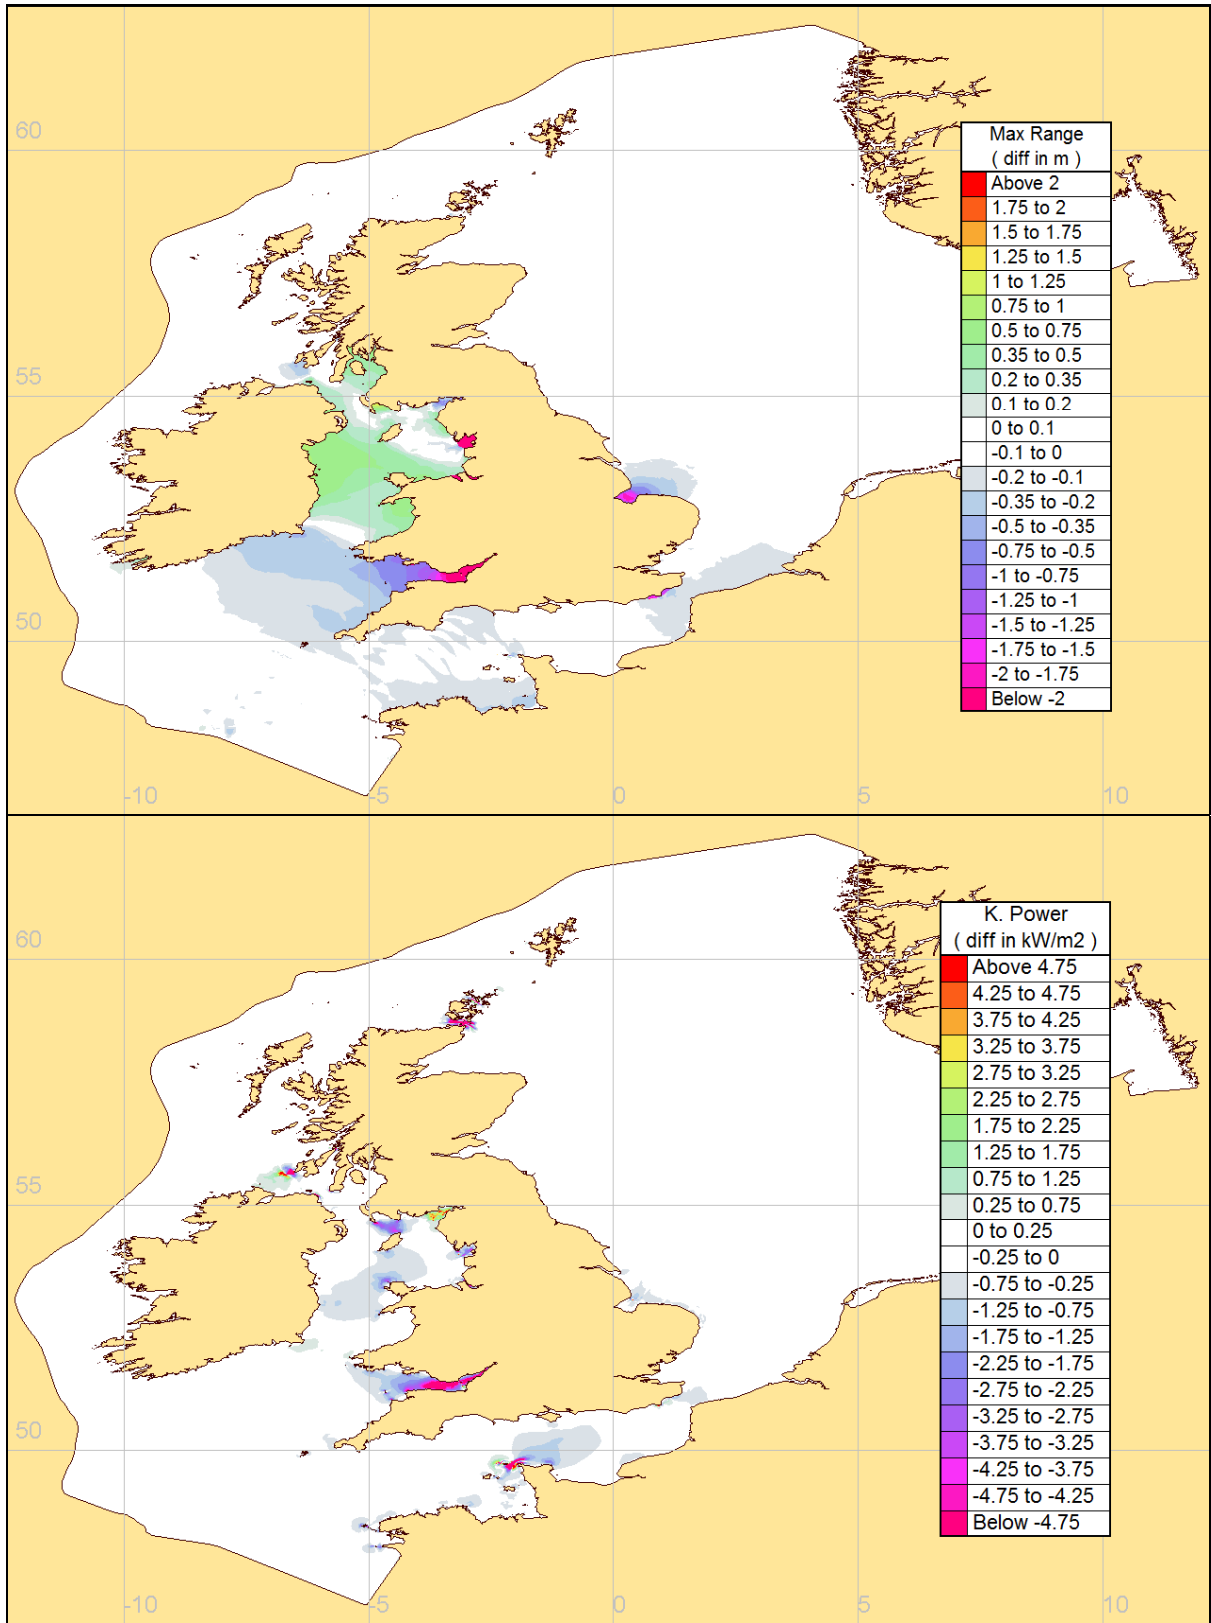 60
55
50
-10
-5
0
5
10
Max Range
( diff in m )
Above 2
1.75 to 2
1.5 to 1.75
1.25 to 1.5
1 to 1.25
0.75 to 1
0.5 to 0.75
0.35 to 0.5
0.2 to 0.35
0.1 to 0.2
0 to 0.1
-0.1 to 0
-0.2 to -0.1
-0.35 to -0.2
-0.5 to -0.35
-0.75 to -0.5
-1 to -0.75
-1.25 to -1
-1.5 to -1.25
-1.75 to -1.5
-2 to -1.75
Below -2
60
55
50
-10
-5
0
5
10
K. Power
( diff in kW/m2 )
Above 4.75
4.25 to 4.75
3.75 to 4.25
3.25 to 3.75
2.75 to 3.25
2.25 to 2.75
1.75 to 2.25
1.25 to 1.75
0.75 to 1.25
0.25 to 0.75
0 to 0.25
-0.25 to 0
-0.75 to -0.25
-1.25 to -0.75
-1.75 to -1.25
-2.25 to -1.75
-2.75 to -2.25
-3.25 to -2.75
-3.75 to -3.25
-4.25 to -3.75
-4.75 to -4.25
Below -4.75